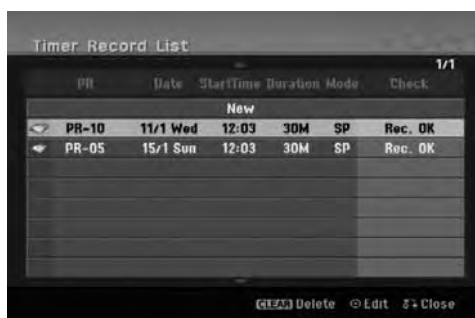 Timer Record List
1/1
PR Date StartTime Duration Mode Check
New
PR-10 11/1 Wed 12:03 30M SP Rec. OK
PR-05 15/1 Sun 12:03 30M SP Rec. OK
CLEAR Delete Edit Close